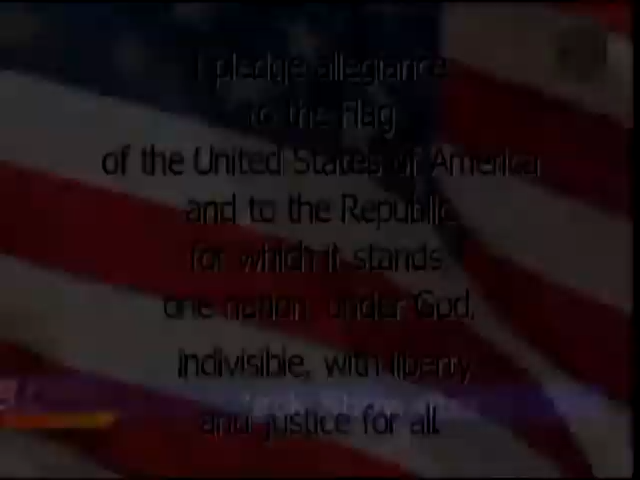 I pledge allegiance
to the Flag
of the United States of America
and to the Republic
for which it stands
one nation under God,
indivisible, with liberty
and justice for all.